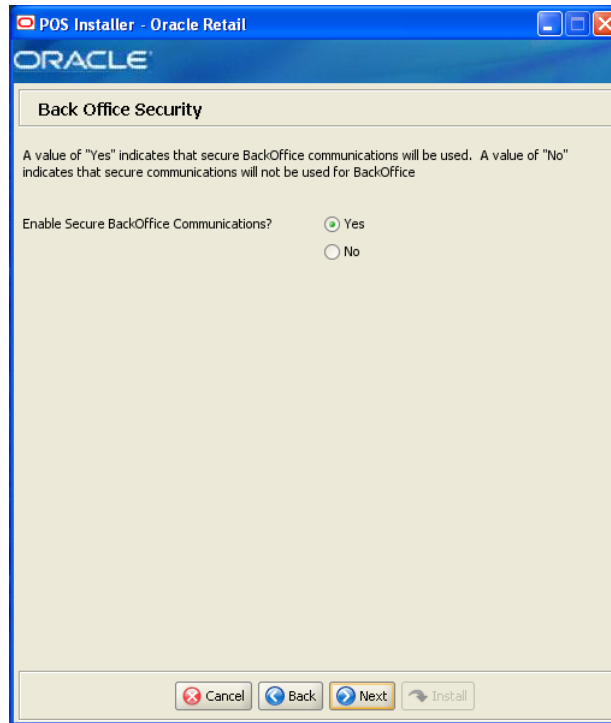 POS Installer - Oracle Retail
ORACLE
Back Office Security
A value of "Yes" indicates that secure BackOffice communications will be used. A value of "No"
indicates that secure communications will not be used for BackOffice
Enable Secure BackOffice Communications?
Yes
No
Cancel
Back
Next
Install